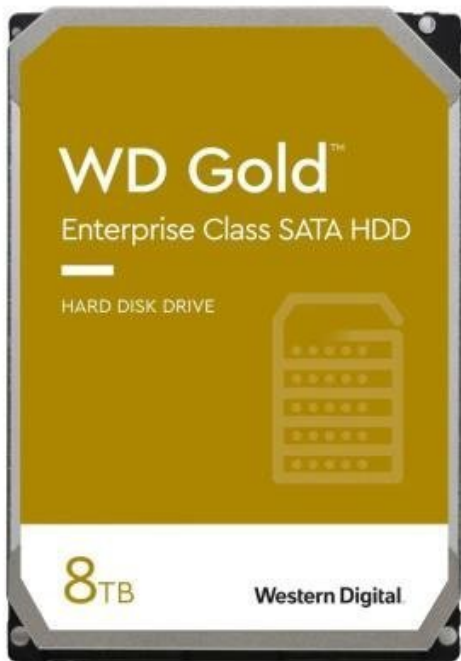 WD Gold™
Enterprise Class SATA HDD
HARD DISK DRIVE
8TB
Western Digital